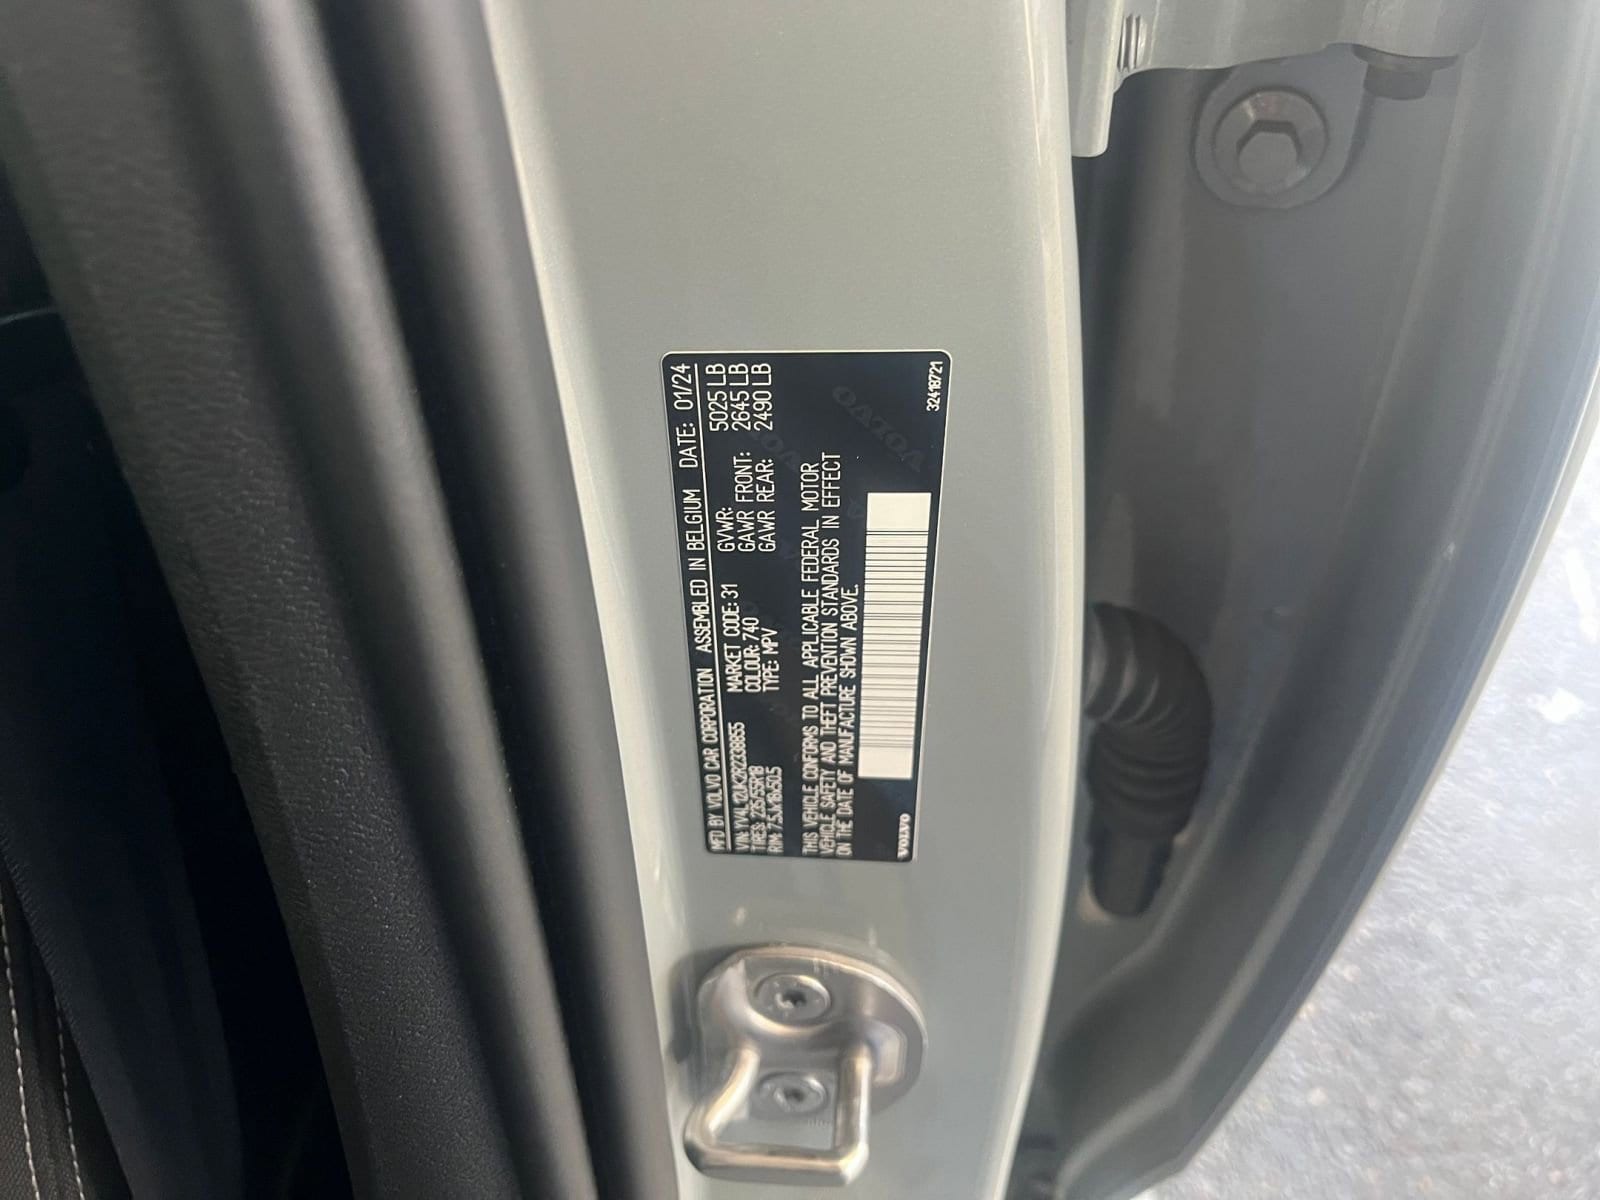 MFD BY VOLVO CAR CORPORATION ASSEMBLED IN BELGIUM DATE: 01/24
VIN: YV4L12UK2R2338855 MARKET CODE: 31 GVWR: 5025 LB
TIRES: 235/55R18 COLOUR: 740 GAWR FRONT: 2645 LB
RIM: 7.5Jx18x50.5 TYPE: MPV GAWR REAR: 2490 LB
THIS VEHICLE CONFORMS TO ALL APPLICABLE FEDERAL MOTOR
VEHICLE SAFETY AND THEFT PREVENTION STANDARDS IN EFFECT
ON THE DATE OF MANUFACTURE SHOWN ABOVE.
VOLVO 32418721